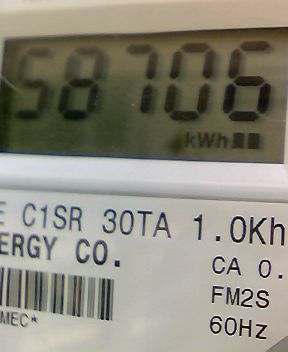 58706
kWh
E C1SR 30TA 1.0Kh
ERGY CO.
CA 0.
FM2S
60Hz
MEC*